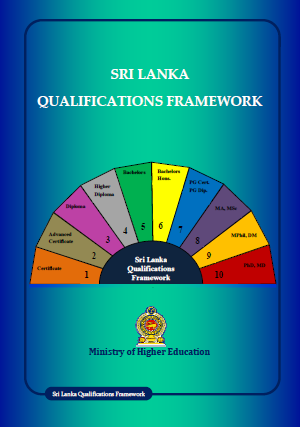 SRI LANKA
QUALIFICATIONS FRAMEWORK
Certificate
1
Advanced
Certificate
2
Diploma
3
Higher
Diploma
4
Bachelors
5
Bachelors
Hons.
6
PG Cert.
PG Dip.
7
MA, MSc
8
MPhil, DM
9
PhD, MD
10
Sri Lanka
Qualifications
Framework
Ministry of Higher Education
Sri Lanka Qualifications Framework